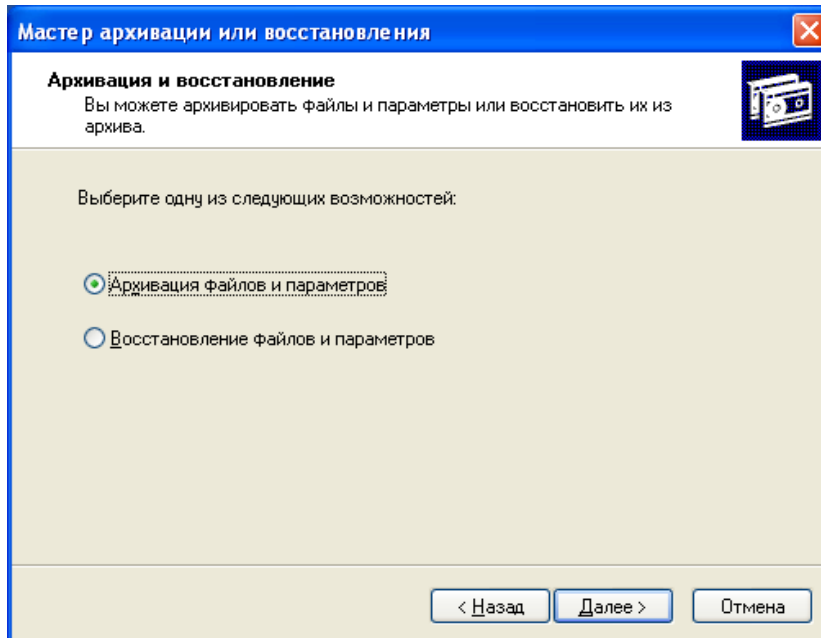 Мастер архивации или восстановления
Архивация и восстановление
Вы можете архивировать файлы и параметры или восстановить их из
архива.
Выберите одну из следующих возможностей:
Архивация файлов и параметров
Восстановление файлов и параметров
< Назад Далее > Отмена